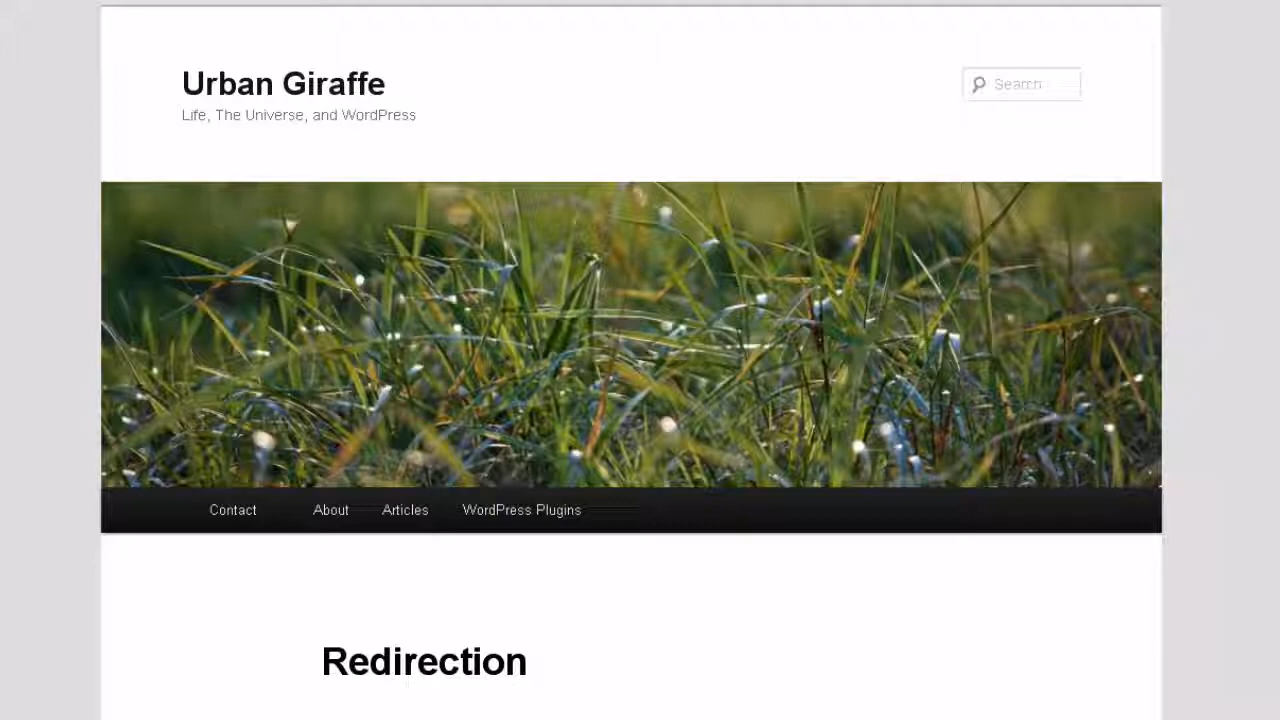 Urban Giraffe
Search
Life, The Universe, and WordPress
Contact About Articles WordPress Plugins
Redirection